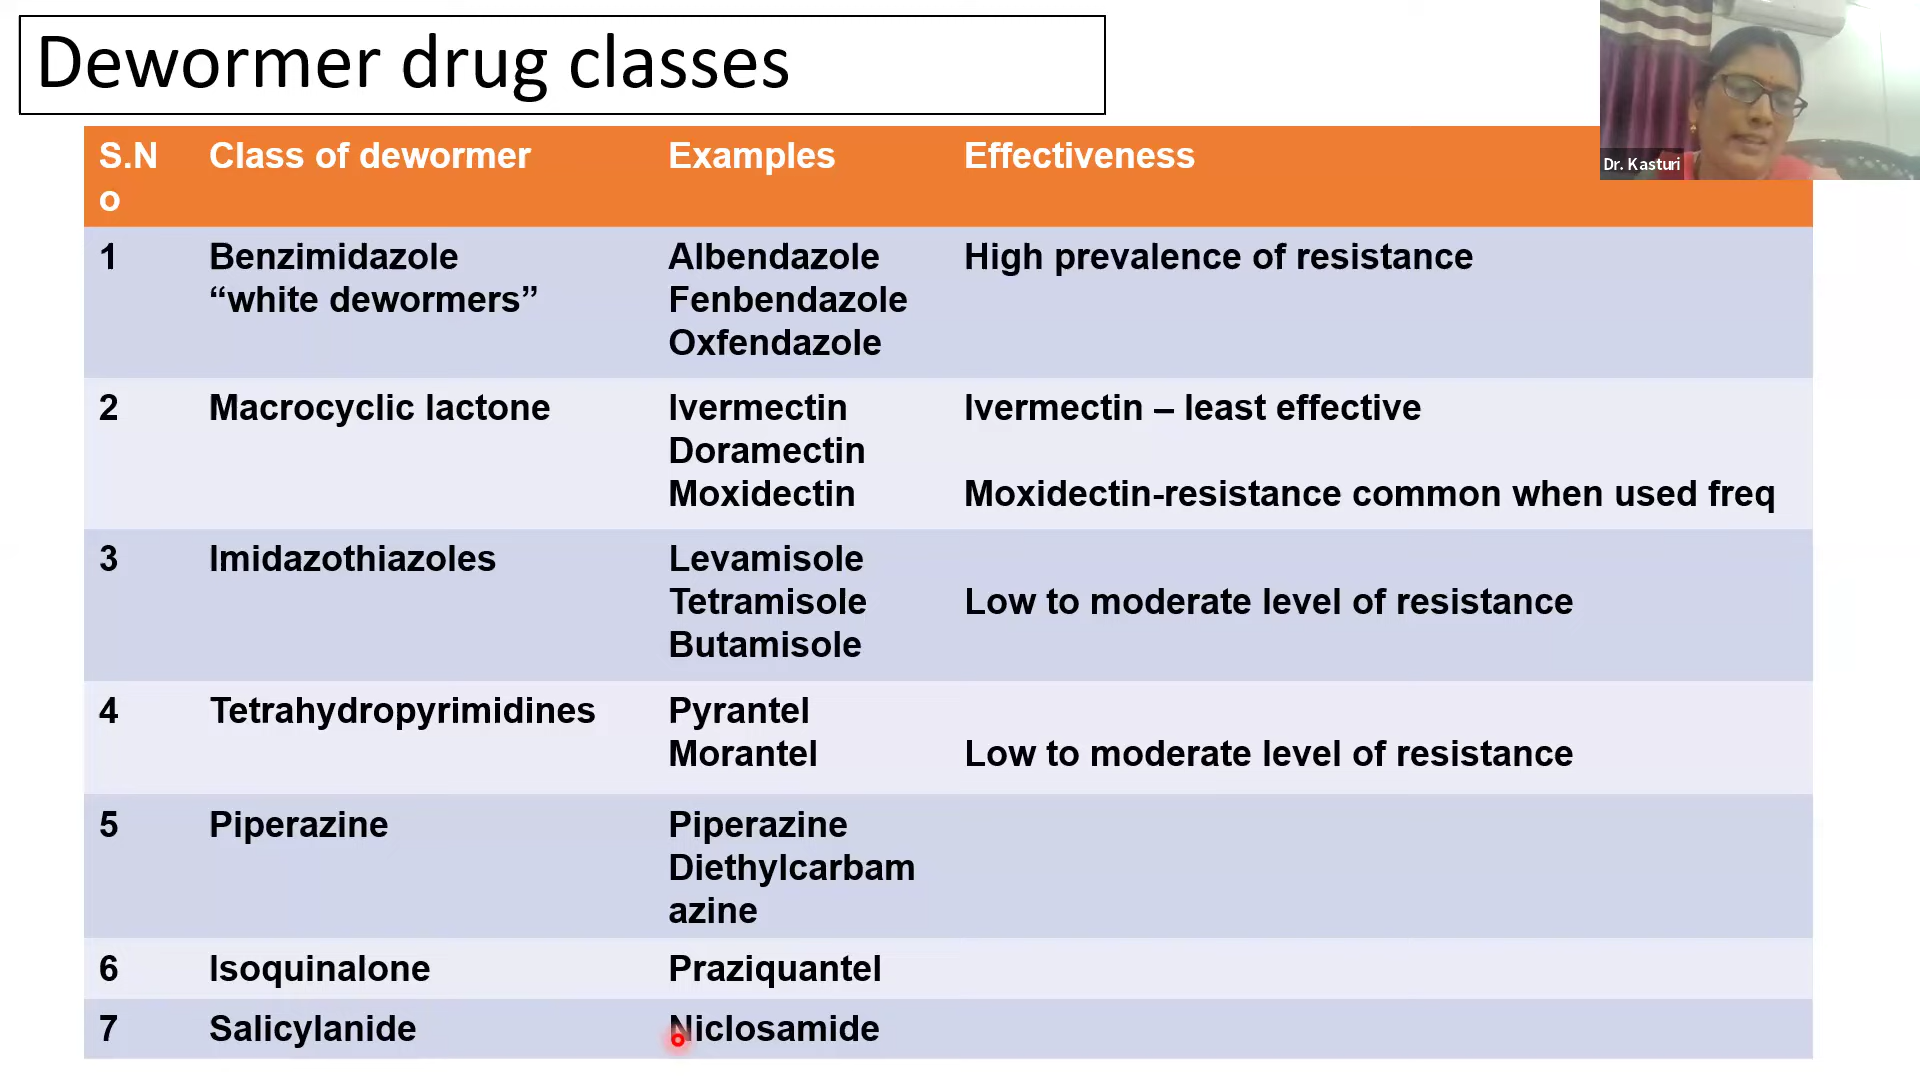 Dewormer drug classes
Dr. Kasturi
S.N
o
Class of dewormer
Examples
Effectiveness
1
Benzimidazole
“white dewormers”
Albendazole
Fenbendazole
Oxfendazole
High prevalence of resistance
2
Macrocyclic lactone
Ivermectin
Doramectin
Moxidectin
Ivermectin – least effective
Moxidectin-resistance common when used freq
3
Imidazothiazoles
Levamisole
Tetramisole
Butamisole
Low to moderate level of resistance
4
Tetrahydropyrimidines
Pyrantel
Morantel
Low to moderate level of resistance
5
Piperazine
Piperazine
Diethylcarbam
azine
6
Isoquinalone
Praziquantel
7
Salicylanide
Niclosamide